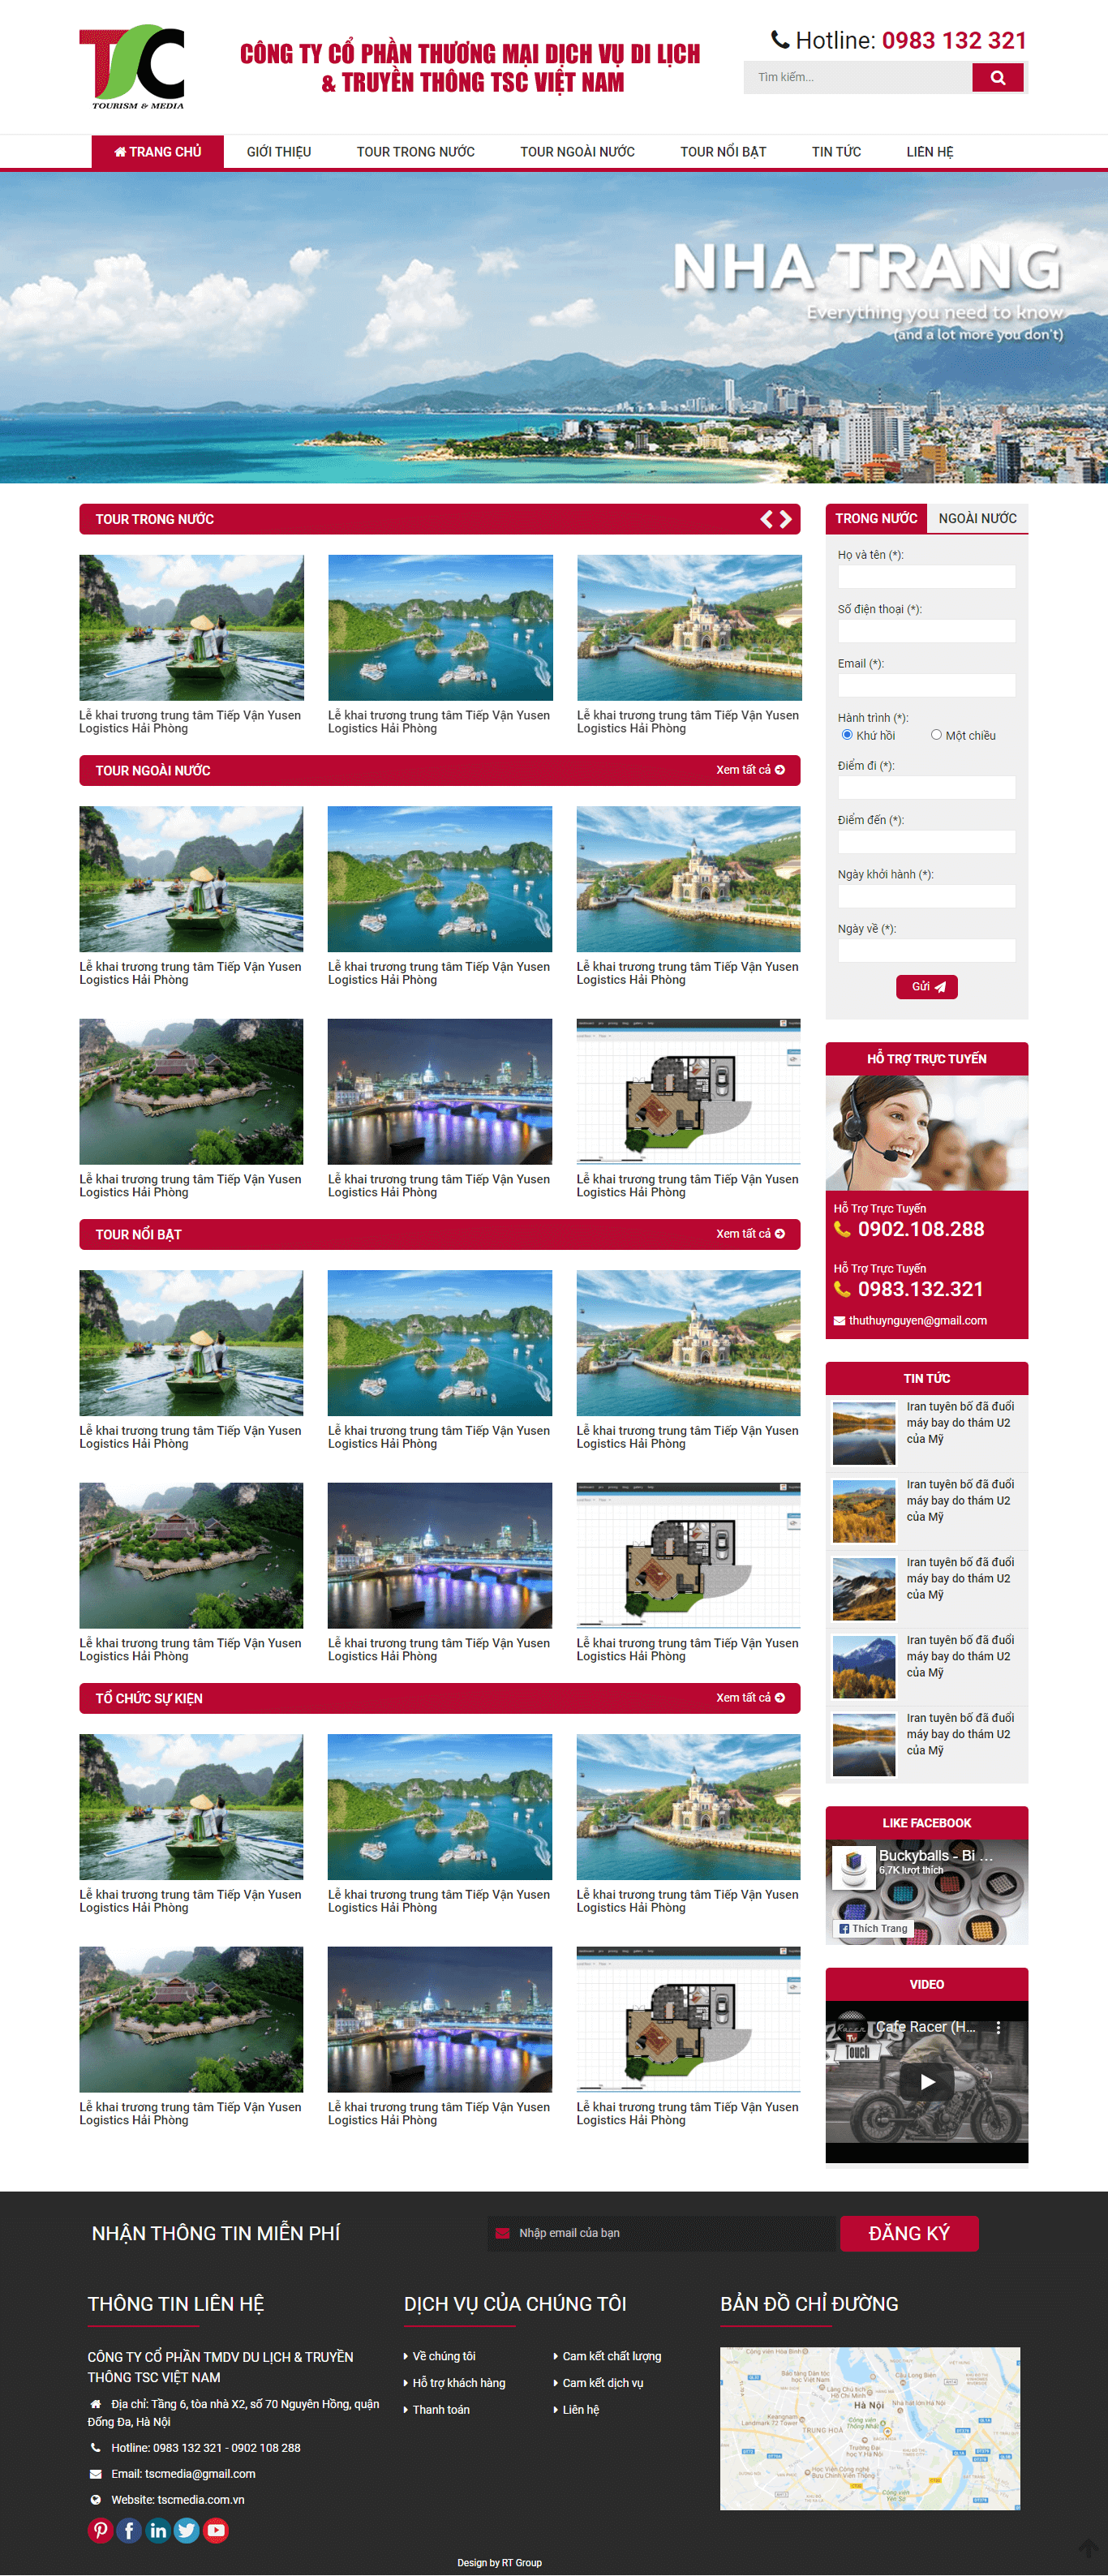 TSC
TOURISM & MEDIA
CÔNG TY CỔ PHẦN THƯƠNG MẠI DỊCH VỤ DI LỊCH
& TRUYỀN THÔNG TSC VIỆT NAM
Hotline: 0983 132 321
Tìm kiếm...
TRANG CHỦ GIỚI THIỆU TOUR TRONG NƯỚC TOUR NGOÀI NƯỚC TOUR NỔI BẬT TIN TỨC LIÊN HỆ
NHA TRANG
Everything you need to know
(and a lot more you don't)
TOUR TRONG NƯỚC
Lễ khai trương trung tâm Tiếp Vận Yusen
Logistics Hải Phòng
Lễ khai trương trung tâm Tiếp Vận Yusen
Logistics Hải Phòng
Lễ khai trương trung tâm Tiếp Vận Yusen
Logistics Hải Phòng
TOUR NGOÀI NƯỚC
Xem tất cả
Lễ khai trương trung tâm Tiếp Vận Yusen
Logistics Hải Phòng
Lễ khai trương trung tâm Tiếp Vận Yusen
Logistics Hải Phòng
Lễ khai trương trung tâm Tiếp Vận Yusen
Logistics Hải Phòng
Lễ khai trương trung tâm Tiếp Vận Yusen
Logistics Hải Phòng
Lễ khai trương trung tâm Tiếp Vận Yusen
Logistics Hải Phòng
Lễ khai trương trung tâm Tiếp Vận Yusen
Logistics Hải Phòng
TOUR NỔI BẬT
Xem tất cả
Lễ khai trương trung tâm Tiếp Vận Yusen
Logistics Hải Phòng
Lễ khai trương trung tâm Tiếp Vận Yusen
Logistics Hải Phòng
Lễ khai trương trung tâm Tiếp Vận Yusen
Logistics Hải Phòng
Lễ khai trương trung tâm Tiếp Vận Yusen
Logistics Hải Phòng
Lễ khai trương trung tâm Tiếp Vận Yusen
Logistics Hải Phòng
Lễ khai trương trung tâm Tiếp Vận Yusen
Logistics Hải Phòng
TỔ CHỨC SỰ KIỆN
Xem tất cả
Lễ khai trương trung tâm Tiếp Vận Yusen
Logistics Hải Phòng
Lễ khai trương trung tâm Tiếp Vận Yusen
Logistics Hải Phòng
Lễ khai trương trung tâm Tiếp Vận Yusen
Logistics Hải Phòng
Lễ khai trương trung tâm Tiếp Vận Yusen
Logistics Hải Phòng
Lễ khai trương trung tâm Tiếp Vận Yusen
Logistics Hải Phòng
Lễ khai trương trung tâm Tiếp Vận Yusen
Logistics Hải Phòng
TRONG NƯỚC NGOÀI NƯỚC
Họ và tên (*):
Số điện thoại (*):
Email (*):
Hành trình (*):
Khứ hồi Một chiều
Điểm đi (*):
Điểm đến (*):
Ngày khởi hành (*):
Ngày về (*):
Gửi
HỖ TRỢ TRỰC TUYẾN
Hỗ Trợ Trực Tuyến
0902.108.288
Hỗ Trợ Trực Tuyến
0983.132.321
thuthuynguyen@gmail.com
TIN TỨC
Iran tuyên bố đã đuổi
máy bay do thám U2
của Mỹ
Iran tuyên bố đã đuổi
máy bay do thám U2
của Mỹ
Iran tuyên bố đã đuổi
máy bay do thám U2
của Mỹ
Iran tuyên bố đã đuổi
máy bay do thám U2
của Mỹ
Iran tuyên bố đã đuổi
máy bay do thám U2
của Mỹ
LIKE FACEBOOK
Buckyballs - Bi ...
6,7K lượt thích
Thích Trang
VIDEO
Cafe Racer (H...
Touch
NHẬN THÔNG TIN MIỄN PHÍ
Nhập email của bạn
ĐĂNG KÝ
THÔNG TIN LIÊN HỆ
CÔNG TY CỔ PHẦN TMDV DU LỊCH & TRUYỀN
THÔNG TSC VIỆT NAM
Địa chỉ: Tầng 6, tòa nhà X2, số 70 Nguyên Hồng, quận
Đống Đa, Hà Nội
Hotline: 0983 132 321 - 0902 108 288
Email: tscmedia@gmail.com
Website: tscmedia.com.vn
DỊCH VỤ CỦA CHÚNG TÔI
Về chúng tôi Cam kết chất lượng
Hỗ trợ khách hàng Cam kết dịch vụ
Thanh toán Liên hệ
BẢN ĐỒ CHỈ ĐƯỜNG
Hà Nội
TRUNG HOÀ
Design by RT Group